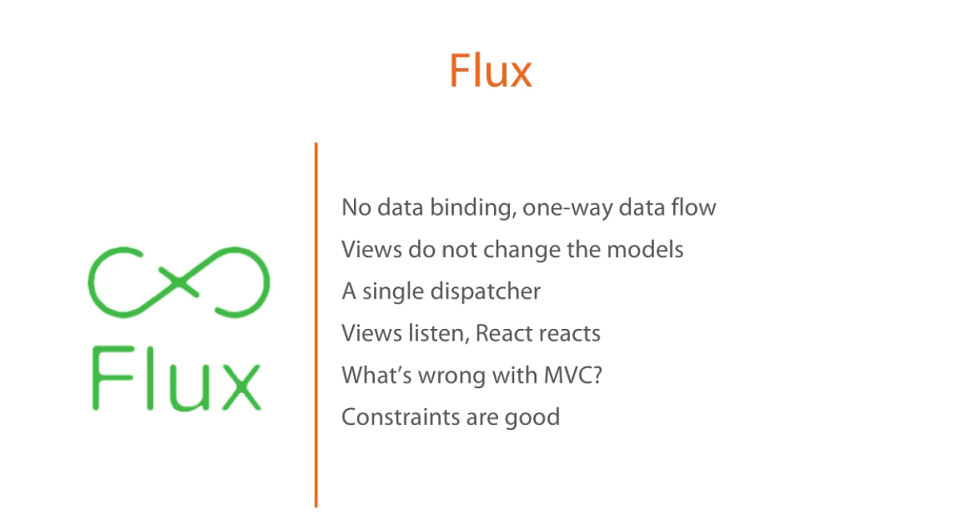 Flux
Flux
No data binding, one-way data flow
Views do not change the models
A single dispatcher
Views listen, React reacts
What’s wrong with MVC?
Constraints are good